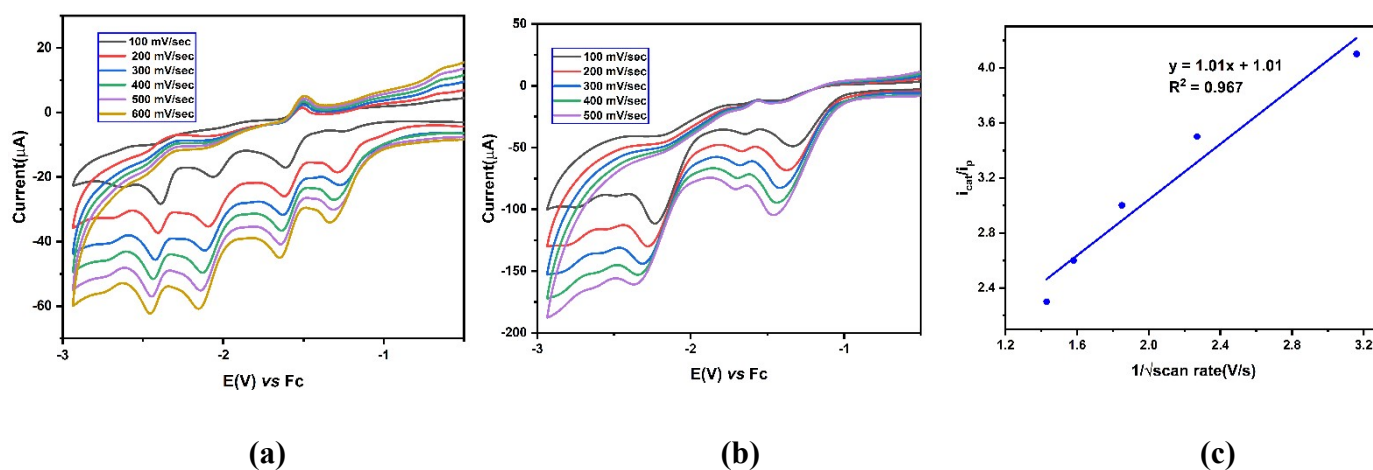 20
0
-20
-40
-60
Current(μA)
100 mV/sec
200 mV/sec
300 mV/sec
400 mV/sec
500 mV/sec
600 mV/sec
-3
-2
-1
E(V) vs Fc
(a)
50
0
-50
-100
-150
-200
Current(μA)
100 mV/sec
200 mV/sec
300 mV/sec
400 mV/sec
500 mV/sec
-3
-2
-1
E(V) vs Fc
(b)
4.0
3.6
3.2
2.8
2.4
icat/ip
y = 1.01x + 1.01
R² = 0.967
1.2
1.6
2.0
2.4
2.8
3.2
1/√scan rate(V/s)
(c)